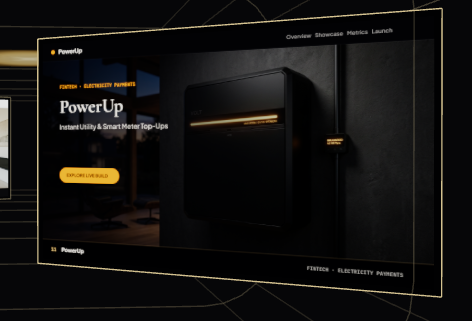 PowerUp
Overview Showcase Metrics Launch
FINTECH · ELECTRICITY PAYMENTS
PowerUp
Instant Utility & Smart Meter Top-Ups
EXPLORE LIVE BUILD
PowerUp
FINTECH · ELECTRICITY PAYMENTS